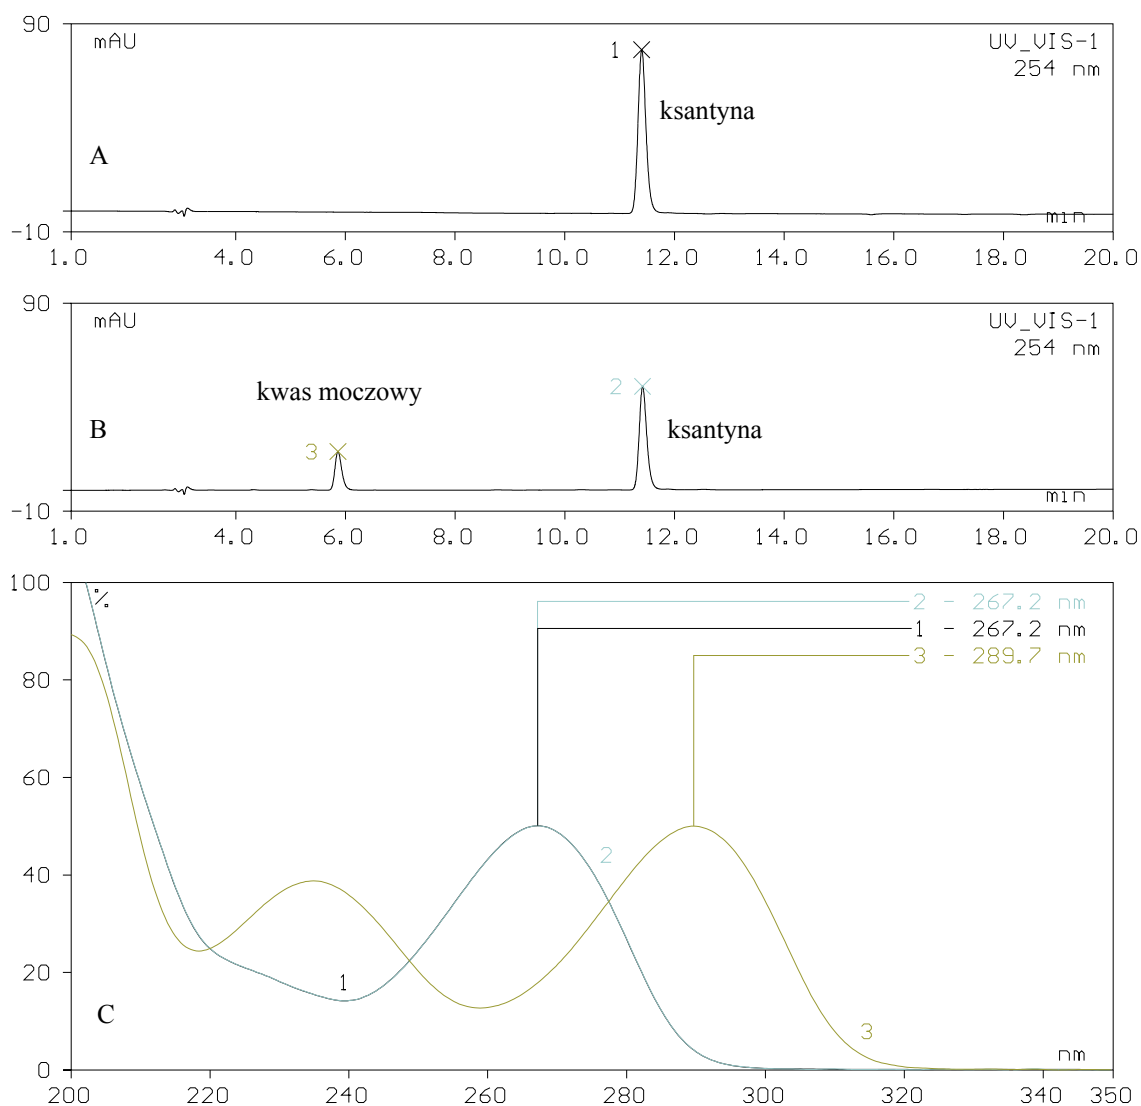 90
mAU
1
UV_VIS-1
254 nm
ksantyna
A
min
-10
1.0 4.0 6.0 8.0 10.0 12.0 14.0 16.0 18.0 20.0
90
mAU
UV_VIS-1
254 nm
kwas moczowy
2
B
ksantyna
3
min
-10
1.0 4.0 6.0 8.0 10.0 12.0 14.0 16.0 18.0 20.0
100
%
2 - 267.2 nm
1 - 267.2 nm
3 - 289.7 nm
80
60
2
40
20
1
C
3
nm
0
200 220 240 260 280 300 320 340 350